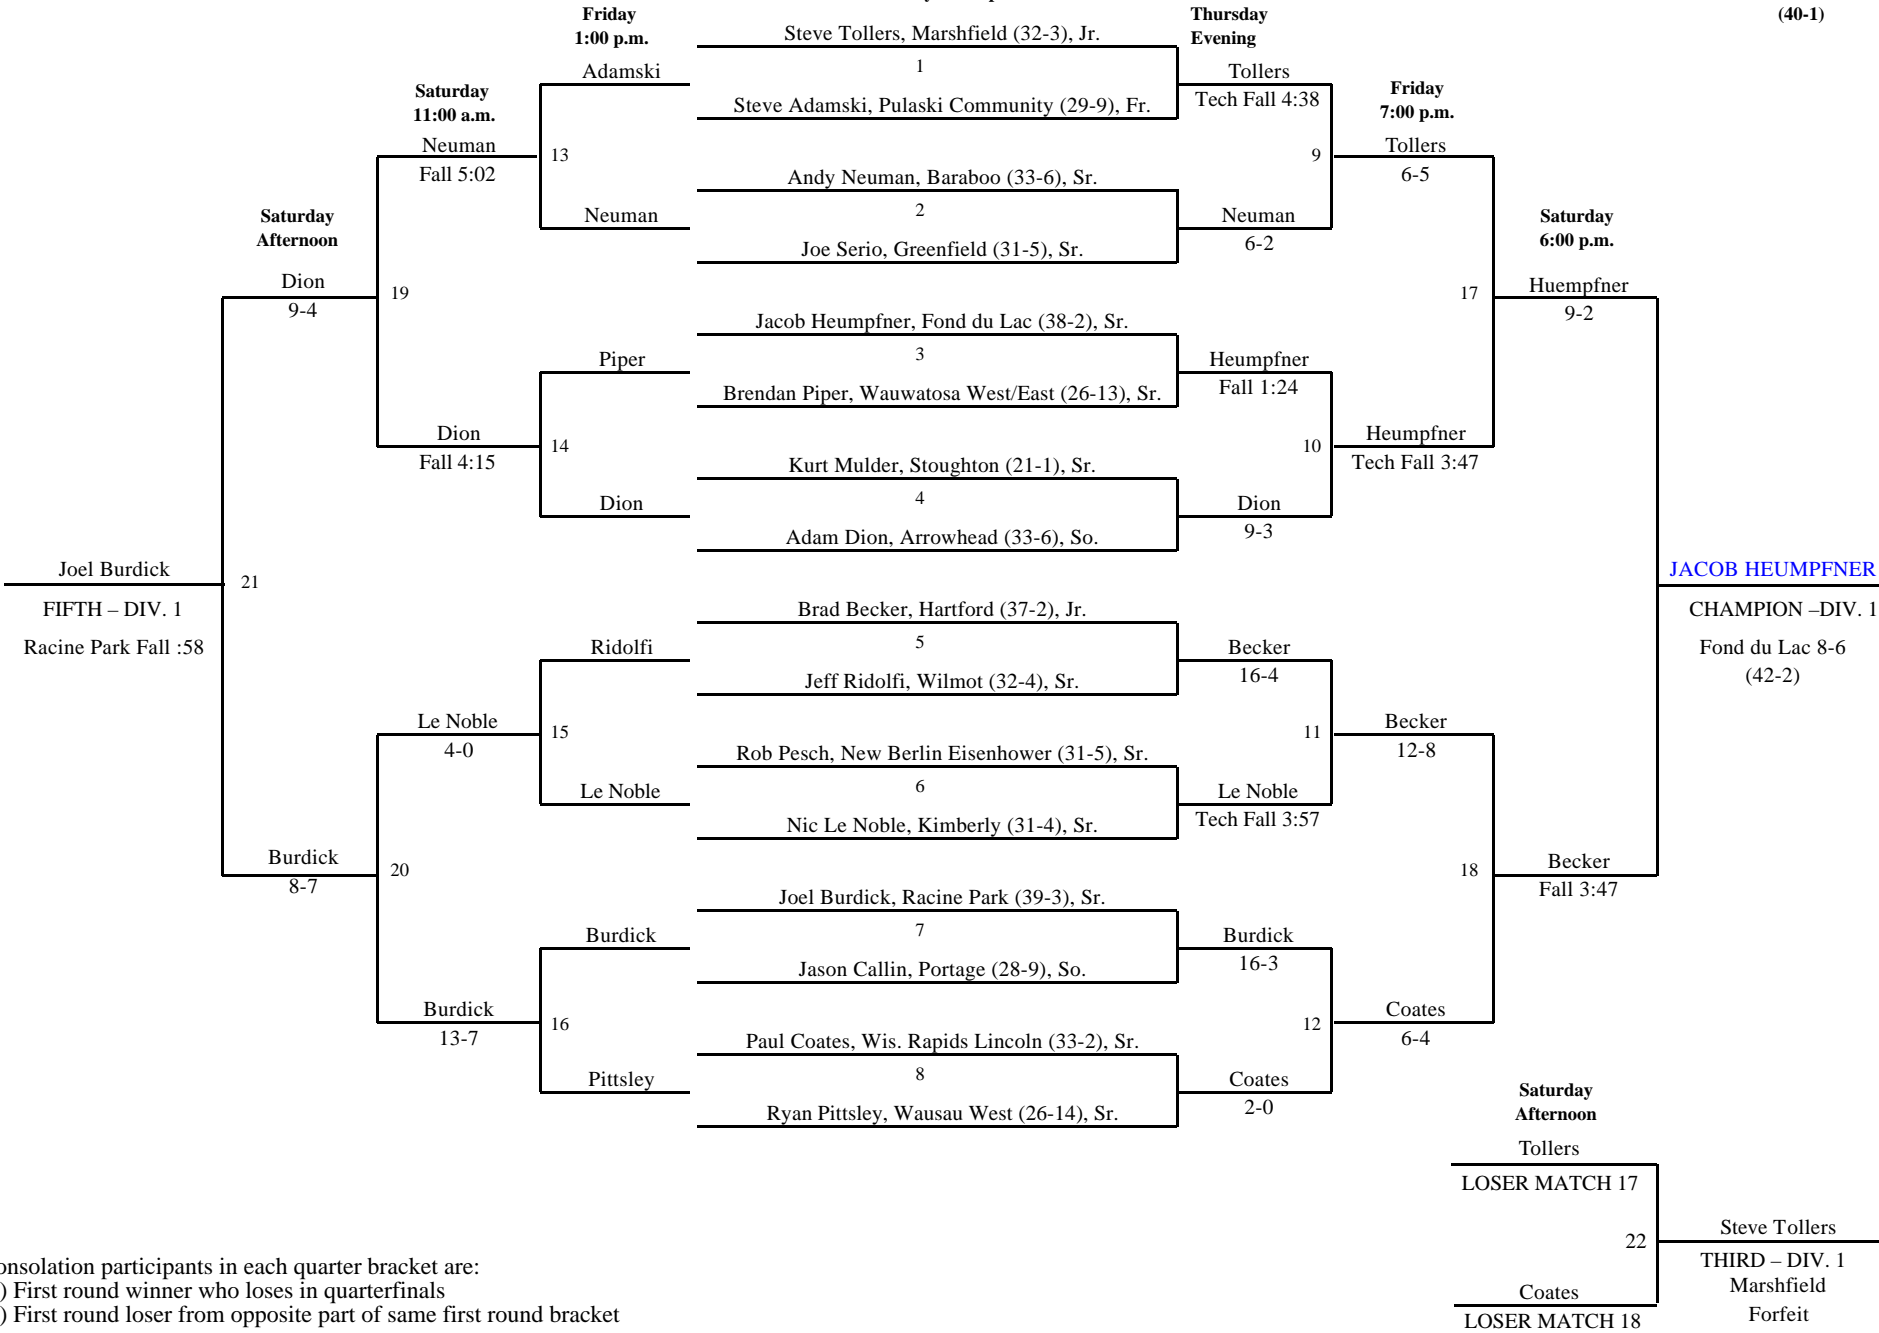 (40-1)
Friday
1:00 p.m.
Thursday
Evening
Steve Tollers, Marshfield (32-3), Jr.
1
Steve Adamski, Pulaski Community (29-9), Fr.
Adamski
Tollers
Tech Fall 4:38
Saturday
11:00 a.m.
Friday
7:00 p.m.
Neuman
Fall 5:02
13
9
Tollers
6-5
Andy Neuman, Baraboo (33-6), Sr.
2
Joe Serio, Greenfield (31-5), Sr.
Neuman
Neuman
6-2
Saturday
Afternoon
Saturday
6:00 p.m.
Dion
9-4
19
17
Huempfner
9-2
Jacob Heumpfner, Fond du Lac (38-2), Sr.
3
Brendan Piper, Wauwatosa West/East (26-13), Sr.
Piper
Heumpfner
Fall 1:24
Dion
Fall 4:15
14
10
Heumpfner
Tech Fall 3:47
Kurt Mulder, Stoughton (21-1), Sr.
4
Adam Dion, Arrowhead (33-6), So.
Dion
Dion
9-3
Joel Burdick
FIFTH – DIV. 1
Racine Park Fall :58
21
JACOB HEUMPFNER
CHAMPION –DIV. 1
Fond du Lac 8-6
(42-2)
Brad Becker, Hartford (37-2), Jr.
5
Jeff Ridolfi, Wilmot (32-4), Sr.
Ridolfi
Becker
16-4
Le Noble
4-0
15
11
Becker
12-8
Rob Pesch, New Berlin Eisenhower (31-5), Sr.
6
Nic Le Noble, Kimberly (31-4), Sr.
Le Noble
Le Noble
Tech Fall 3:57
Burdick
8-7
20
18
Becker
Fall 3:47
Joel Burdick, Racine Park (39-3), Sr.
7
Jason Callin, Portage (28-9), So.
Burdick
Burdick
16-3
Burdick
13-7
16
12
Coates
6-4
Paul Coates, Wis. Rapids Lincoln (33-2), Sr.
8
Ryan Pittsley, Wausau West (26-14), Sr.
Pittsley
Coates
2-0
Saturday
Afternoon
Tollers
LOSER MATCH 17
22
Steve Tollers
THIRD – DIV. 1
Marshfield
Forfeit
Coates
LOSER MATCH 18
onsolation participants in each quarter bracket are:
) First round winner who loses in quarterfinals
) First round loser from opposite part of same first round bracket